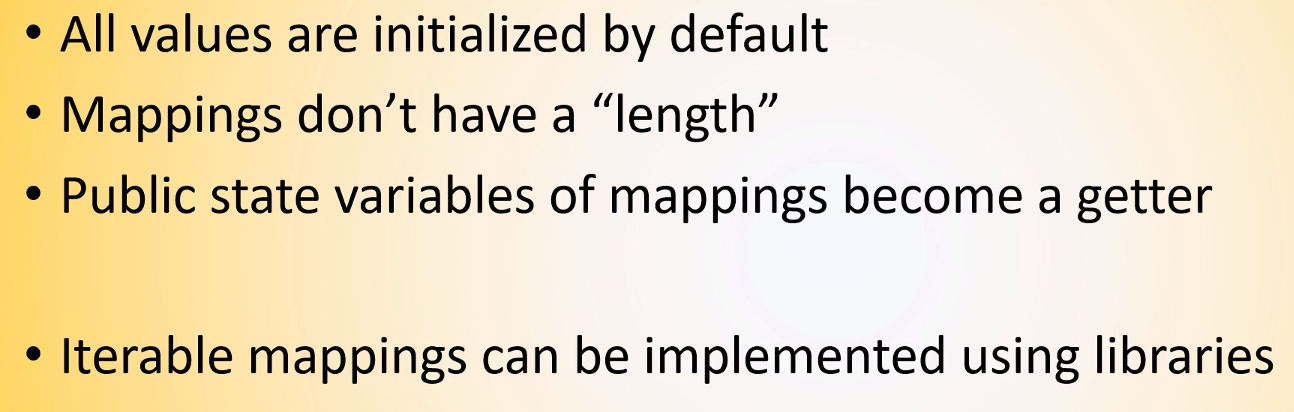 • All values are initialized by default
• Mappings don’t have a “length”
• Public state variables of mappings become a getter
• Iterable mappings can be implemented using libraries